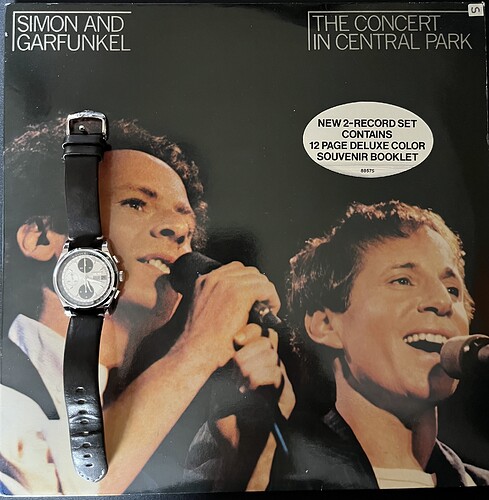 SIMON AND
GARFUNKEL
THE CONCERT
IN CENTRAL PARK
S
NEW 2-RECORD SET
CONTAINS
12 PAGE DELUXE COLOR
SOUVENIR BOOKLET